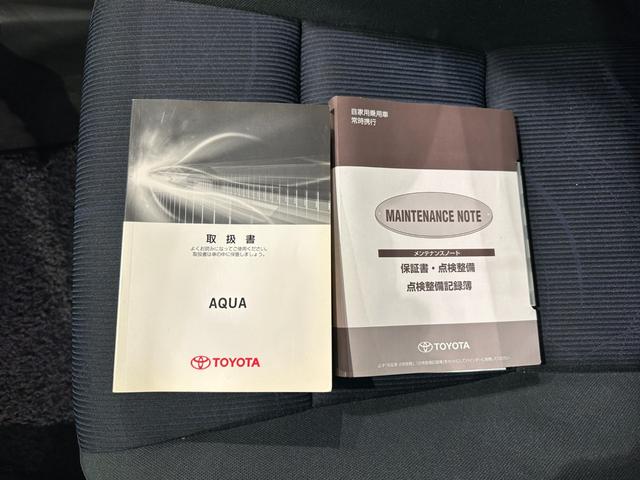 取扱書
よくお読みになってご使用ください。
取扱書は車の中に保管しましょう。
AQUA
TOYOTA
自家用乗用車
常時携行
MAINTENANCE NOTE
メンテナンスノート
保証書・点検整備
点検整備記録簿
TOYOTA